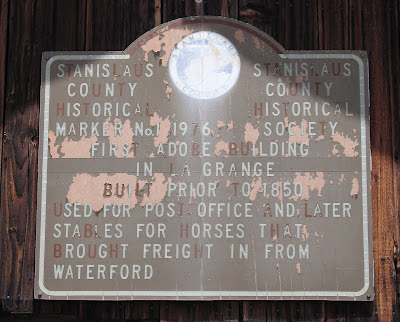 STANISLAUS STANISLAUS
COUNTY COUNTY
HISTORICAL HISTORICAL
MARKER No.1 1976 SOCIETY
FIRST ADOBE BUILDING
IN LA GRANGE
BUILT PRIOR TO 1850
USED FOR POST OFFICE AND LATER
STABLES FOR HORSES THAT
BROUGHT FREIGHT IN FROM
WATERFORD